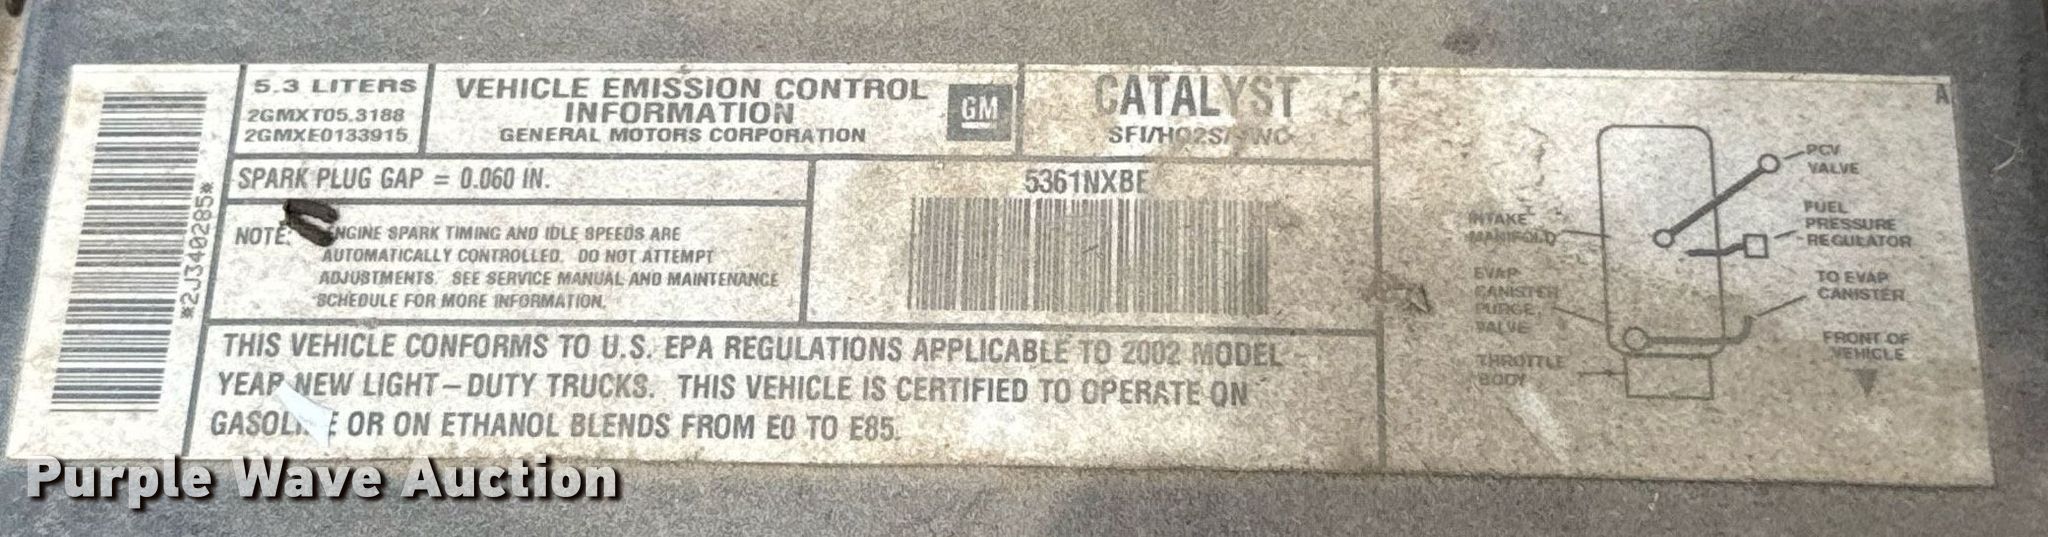 *2J340285*
5.3 LITERS
2GMXT05.3188
2GMXE0133915
VEHICLE EMISSION CONTROL
INFORMATION
GENERAL MOTORS CORPORATION
GM
CATALYST
SFI/HO2S/TWC
SPARK PLUG GAP = 0.060 IN.
NOTE: ENGINE SPARK TIMING AND IDLE SPEEDS ARE
AUTOMATICALLY CONTROLLED. DO NOT ATTEMPT
ADJUSTMENTS. SEE SERVICE MANUAL AND MAINTENANCE
SCHEDULE FOR MORE INFORMATION.
5361NXBE
THIS VEHICLE CONFORMS TO U.S. EPA REGULATIONS APPLICABLE TO 2002 MODEL
YEAR NEW LIGHT-DUTY TRUCKS. THIS VEHICLE IS CERTIFIED TO OPERATE ON
GASOLINE OR ON ETHANOL BLENDS FROM E0 TO E85.
A
PCV
VALVE
INTAKE
MANIFOLD
FUEL
PRESSURE
REGULATOR
EVAP
CANISTER
PURGE
VALVE
TO EVAP
CANISTER
THROTTLE
BODY
FRONT OF
VEHICLE
Purple Wave Auction